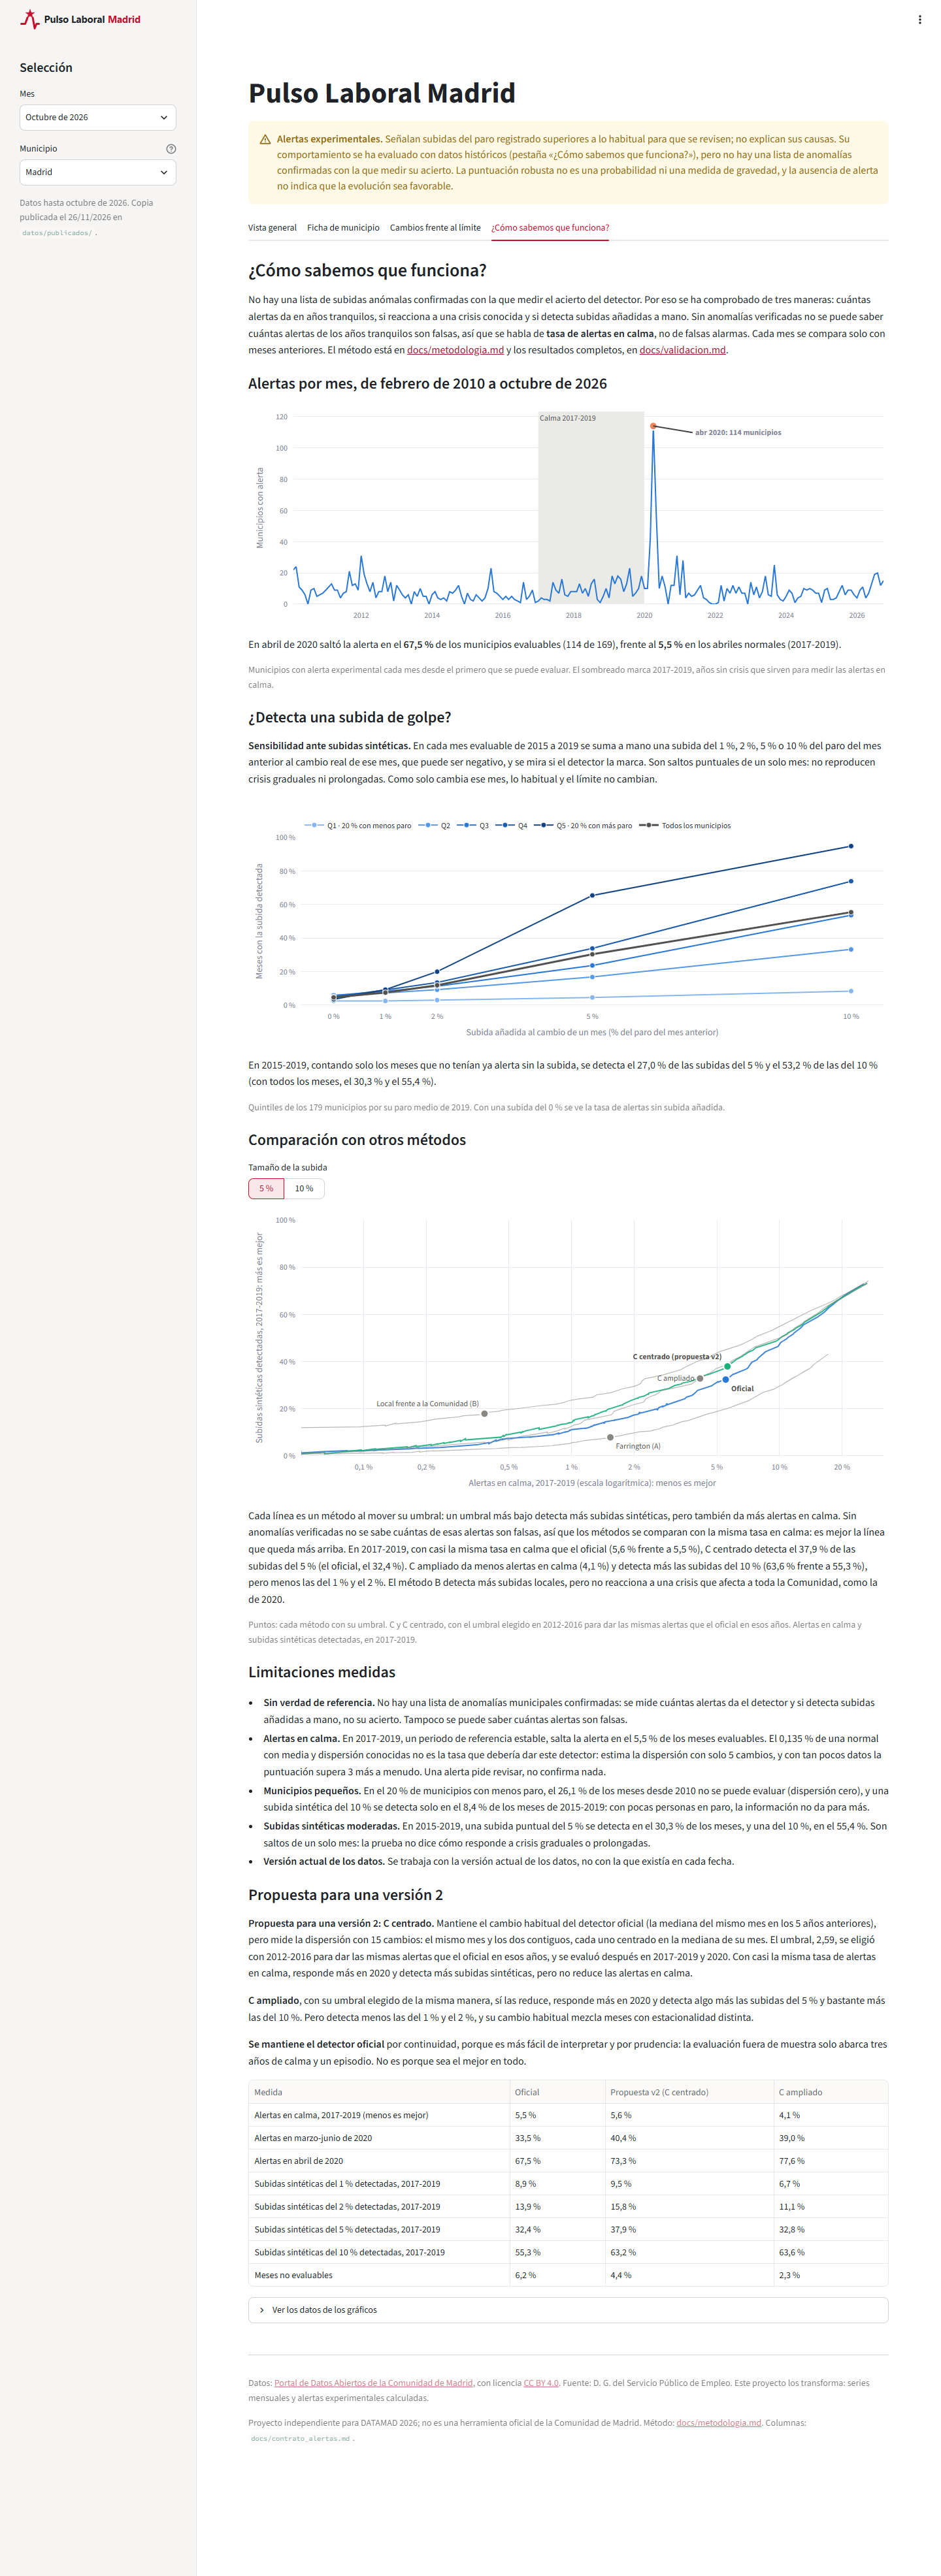 Pulso Laboral Madrid
Selección
Mes
Octubre de 2026
Municipio
Madrid
Datos hasta octubre de 2026. Copia
publicada el 26/11/2026 en
datos/publicados/ .
Pulso Laboral Madrid
Alertas experimentales. Señalan subidas del paro registrado superiores a lo habitual para que se revisen; no explican sus causas. Su
comportamiento se ha evaluado con datos históricos (pestaña «¿Cómo sabemos que funciona?»), pero no hay una lista de anomalías
confirmadas con la que medir su acierto. La puntuación robusta no es una probabilidad ni una medida de gravedad, y la ausencia de alerta
no indica que la evolución sea favorable.
Vista general Ficha de municipio Cambios frente al límite ¿Cómo sabemos que funciona?
¿Cómo sabemos que funciona?
No hay una lista de subidas anómalas confirmadas con la que medir el acierto del detector. Por eso se ha comprobado de tres maneras: cuántas
alertas da en años tranquilos, si reacciona a una crisis conocida y si detecta subidas añadidas a mano. Sin anomalías verificadas no se puede saber
cuántas alertas de los años tranquilos son falsas, así que se habla de tasa de alertas en calma, no de falsas alarmas. Cada mes se compara solo con
meses anteriores. El método está en docs/metodologia.md y los resultados completos, en docs/validacion.md.
Alertas por mes, de febrero de 2010 a octubre de 2026
Municipios con alerta
120
100
80
60
40
20
0
Calma 2017-2019
abr 2020: 114 municipios
2012 2014 2016 2018 2020 2022 2024 2026
En abril de 2020 saltó la alerta en el 67,5 % de los municipios evaluables (114 de 169), frente al 5,5 % en los abriles normales (2017-2019).
Municipios con alerta experimental cada mes desde el primero que se puede evaluar. El sombreado marca 2017-2019, años sin crisis que sirven para medir las alertas en
calma.
¿Detecta una subida de golpe?
Sensibilidad ante subidas sintéticas. En cada mes evaluable de 2015 a 2019 se suma a mano una subida del 1 %, 2 %, 5 % o 10 % del paro del mes
anterior al cambio real de ese mes, que puede ser negativo, y se mira si el detector la marca. Son saltos puntuales de un solo mes: no reproducen
crisis graduales ni prolongadas. Como solo cambia ese mes, lo habitual y el límite no cambian.
Q1 · 20 % con menos paro Q2 Q3 Q4 Q5 · 20 % con más paro Todos los municipios
Meses con la subida detectada
100 %
80 %
60 %
40 %
20 %
0 %
0 % 1 % 2 % 5 % 10 %
Subida añadida al cambio de un mes (% del paro del mes anterior)
En 2015-2019, contando solo los meses que no tenían ya alerta sin la subida, se detecta el 27,0 % de las subidas del 5 % y el 53,2 % de las del 10 %
(con todos los meses, el 30,3 % y el 55,4 %).
Quintiles de los 179 municipios por su paro medio de 2019. Con una subida del 0 % se ve la tasa de alertas sin subida añadida.
Comparación con otros métodos
Tamaño de la subida
5 % 10 %
Subidas sintéticas detectadas, 2017-2019: más es mejor
100 %
80 %
60 %
40 %
20 %
0 %
C centrado (propuesta v2)
C ampliado
Oficial
Local frente a la Comunidad (B)
Farrington (A)
0,1 % 0,2 % 0,5 % 1 % 2 % 5 % 10 % 20 %
Alertas en calma, 2017-2019 (escala logarítmica): menos es mejor
Cada línea es un método al mover su umbral: un umbral más bajo detecta más subidas sintéticas, pero también da más alertas en calma. Sin
anomalías verificadas no se sabe cuántas de esas alertas son falsas, así que los métodos se comparan con la misma tasa en calma: es mejor la línea
que queda más arriba. En 2017-2019, con casi la misma tasa en calma que el oficial (5,6 % frente a 5,5 %), C centrado detecta el 37,9 % de las
subidas del 5 % (el oficial, el 32,4 %). C ampliado da menos alertas en calma (4,1 %) y detecta más las subidas del 10 % (63,6 % frente a 55,3 %),
pero menos las del 1 % y el 2 %. El método B detecta más subidas locales, pero no reacciona a una crisis que afecta a toda la Comunidad, como la
de 2020.
Puntos: cada método con su umbral. C y C centrado, con el umbral elegido en 2012-2016 para dar las mismas alertas que el oficial en esos años. Alertas en calma y
subidas sintéticas detectadas, en 2017-2019.
Limitaciones medidas
• Sin verdad de referencia. No hay una lista de anomalías municipales confirmadas: se mide cuántas alertas da el detector y si detecta subidas
añadidas a mano, no su acierto. Tampoco se puede saber cuántas alertas son falsas.
• Alertas en calma. En 2017-2019, un periodo de referencia estable, salta la alerta en el 5,5 % de los meses evaluables. El 0,135 % de una normal
con media y dispersión conocidas no es la tasa que debería dar este detector: estima la dispersión con solo 5 cambios, y con tan pocos datos la
puntuación supera 3 más a menudo. Una alerta pide revisar, no confirma nada.
• Municipios pequeños. En el 20 % de municipios con menos paro, el 26,1 % de los meses desde 2010 no se puede evaluar (dispersión cero), y una
subida sintética del 10 % se detecta solo en el 8,4 % de los meses de 2015-2019: con pocas personas en paro, la información no da para más.
• Subidas sintéticas moderadas. En 2015-2019, una subida puntual del 5 % se detecta en el 30,3 % de los meses, y una del 10 %, en el 55,4 %. Son
saltos de un solo mes: la prueba no dice cómo responde a crisis graduales o prolongadas.
• Versión actual de los datos. Se trabaja con la versión actual de los datos, no con la que existía en cada fecha.
Propuesta para una versión 2
Propuesta para una versión 2: C centrado. Mantiene el cambio habitual del detector oficial (la mediana del mismo mes en los 5 años anteriores),
pero mide la dispersión con 15 cambios: el mismo mes y los dos contiguos, cada uno centrado en la mediana de su mes. El umbral, 2,59, se eligió
con 2012-2016 para dar las mismas alertas que el oficial en esos años, y se evaluó después en 2017-2019 y 2020. Con casi la misma tasa de alertas
en calma, responde más en 2020 y detecta más subidas sintéticas, pero no reduce las alertas en calma.
C ampliado, con su umbral elegido de la misma manera, sí las reduce, responde más en 2020 y detecta algo más las subidas del 5 % y bastante más
las del 10 %. Pero detecta menos las del 1 % y el 2 %, y su cambio habitual mezcla meses con estacionalidad distinta.
Se mantiene el detector oficial por continuidad, porque es más fácil de interpretar y por prudencia: la evaluación fuera de muestra solo abarca tres
años de calma y un episodio. No es porque sea el mejor en todo.
Medida Oficial Propuesta v2 (C centrado) C ampliado
Alertas en calma, 2017-2019 (menos es mejor) 5,5 % 5,6 % 4,1 %
Alertas en marzo-junio de 2020 33,5 % 40,4 % 39,0 %
Alertas en abril de 2020 67,5 % 73,3 % 77,6 %
Subidas sintéticas del 1 % detectadas, 2017-2019 8,9 % 9,5 % 6,7 %
Subidas sintéticas del 2 % detectadas, 2017-2019 13,9 % 15,8 % 11,1 %
Subidas sintéticas del 5 % detectadas, 2017-2019 32,4 % 37,9 % 32,8 %
Subidas sintéticas del 10 % detectadas, 2017-2019 55,3 % 63,2 % 63,6 %
Meses no evaluables 6,2 % 4,4 % 2,3 %
Ver los datos de los gráficos
Datos: Portal de Datos Abiertos de la Comunidad de Madrid, con licencia CC BY 4.0. Fuente: D. G. del Servicio Público de Empleo. Este proyecto los transforma: series
mensuales y alertas experimentales calculadas.
Proyecto independiente para DATAMAD 2026; no es una herramienta oficial de la Comunidad de Madrid. Método: docs/metodologia.md. Columnas:
docs/contrato_alertas.md .